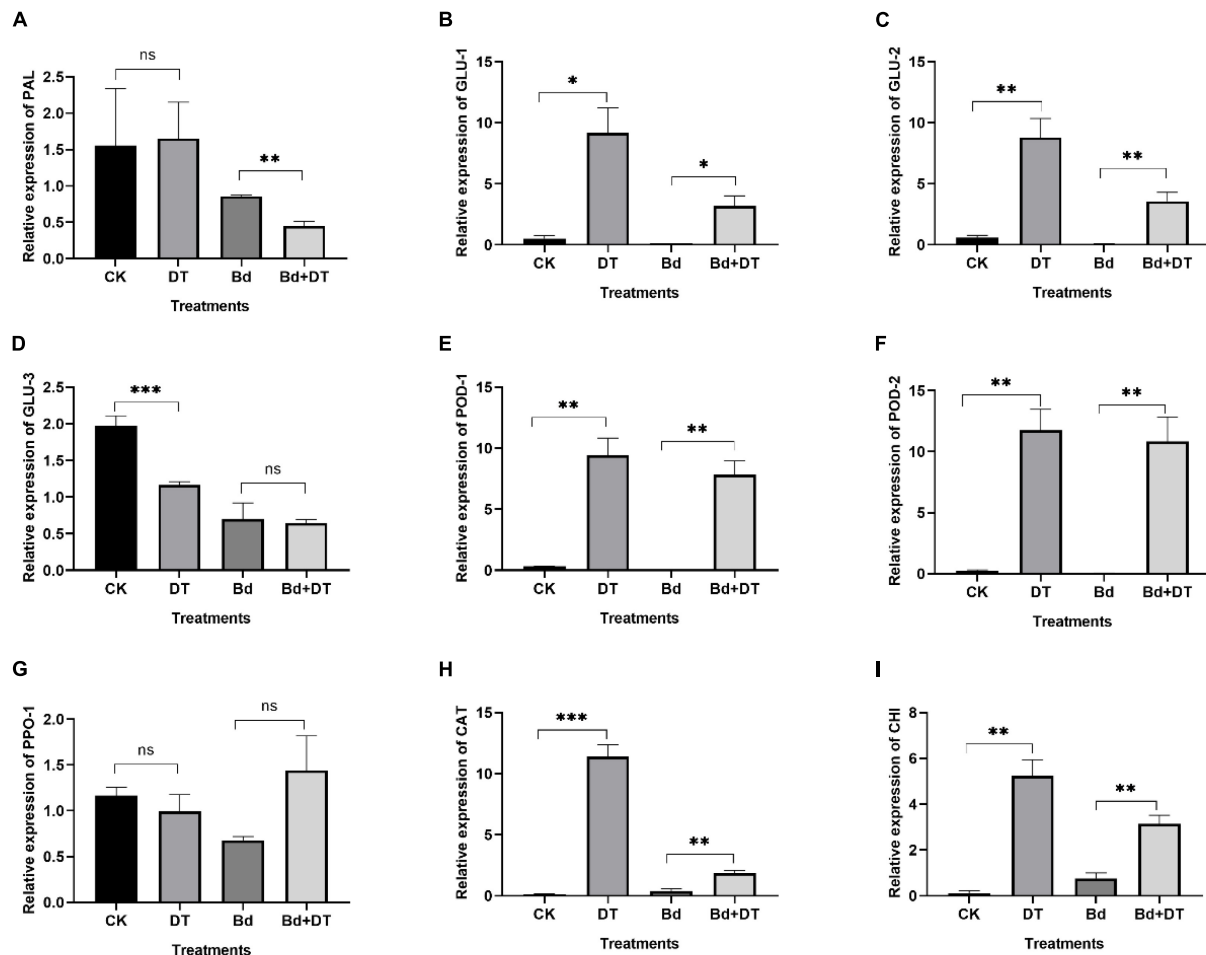 A
Relative expression of PAL
2.5
2.0
1.5
1.0
0.5
0.0
ns
**
CK DT Bd Bd+DT
Treatments
B
Relative expression of GLU-1
15
10
5
0
*
*
CK DT Bd Bd+DT
Treatments
C
Relative expression of GLU-2
15
10
5
0
**
**
CK DT Bd Bd+DT
Treatments
D
Relative expression of GLU-3
2.5
2.0
1.5
1.0
0.5
0.0
***
ns
CK DT Bd Bd+DT
Treatments
E
Relative expression of POD-1
15
10
5
0
**
**
CK DT Bd Bd+DT
Treatments
F
Relative expression of POD-2
15
10
5
0
**
**
CK DT Bd Bd+DT
Treatments
G
Relative expression of PPO-1
2.0
1.5
1.0
0.5
0.0
ns
ns
CK DT Bd Bd+DT
Treatments
H
Relative expression of CAT
15
10
5
0
***
**
CK DT Bd Bd+DT
Treatments
I
Relative expression of CHI
8
6
4
2
0
**
**
CK DT Bd Bd+DT
Treatments